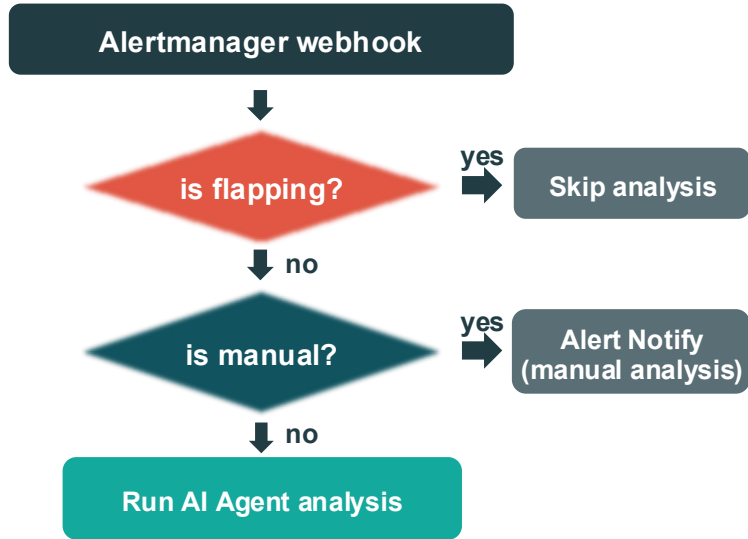 Alertmanager webhook
is flapping?
yes
Skip analysis
no
is manual?
yes
Alert Notify
(manual analysis)
no
Run AI Agent analysis